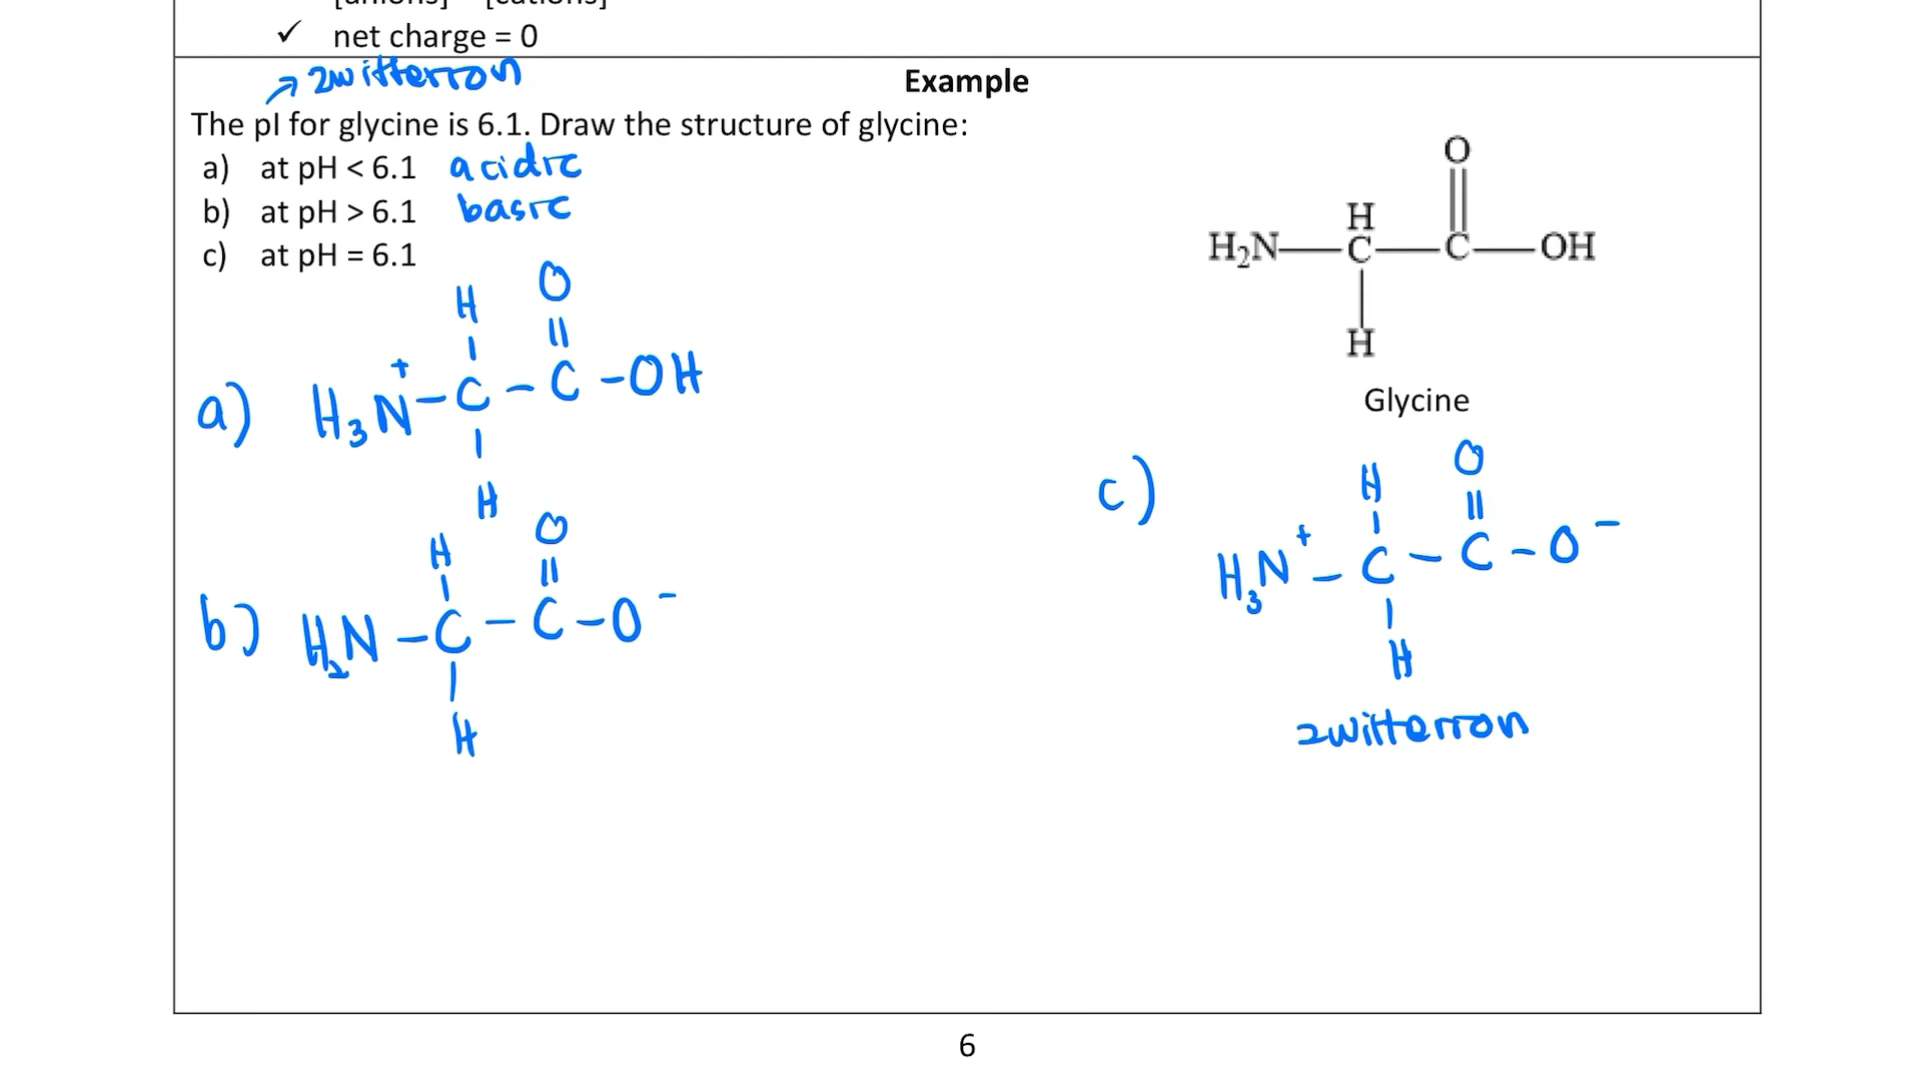 [anions] [cations]
✓ net charge = 0
→ zwitterion
Example
The pI for glycine is 6.1. Draw the structure of glycine:
a) at pH < 6.1 acidic
b) at pH > 6.1 basic
c) at pH = 6.1
O
H
H₂N—C—C—OH
H
Glycine
a)
H O
H₃N⁺–C–C–OH
H
b)
H O
H₂N–C–C–O⁻
H
c)
H O
H₃N⁺–C–C–O⁻
H
zwitterion
6